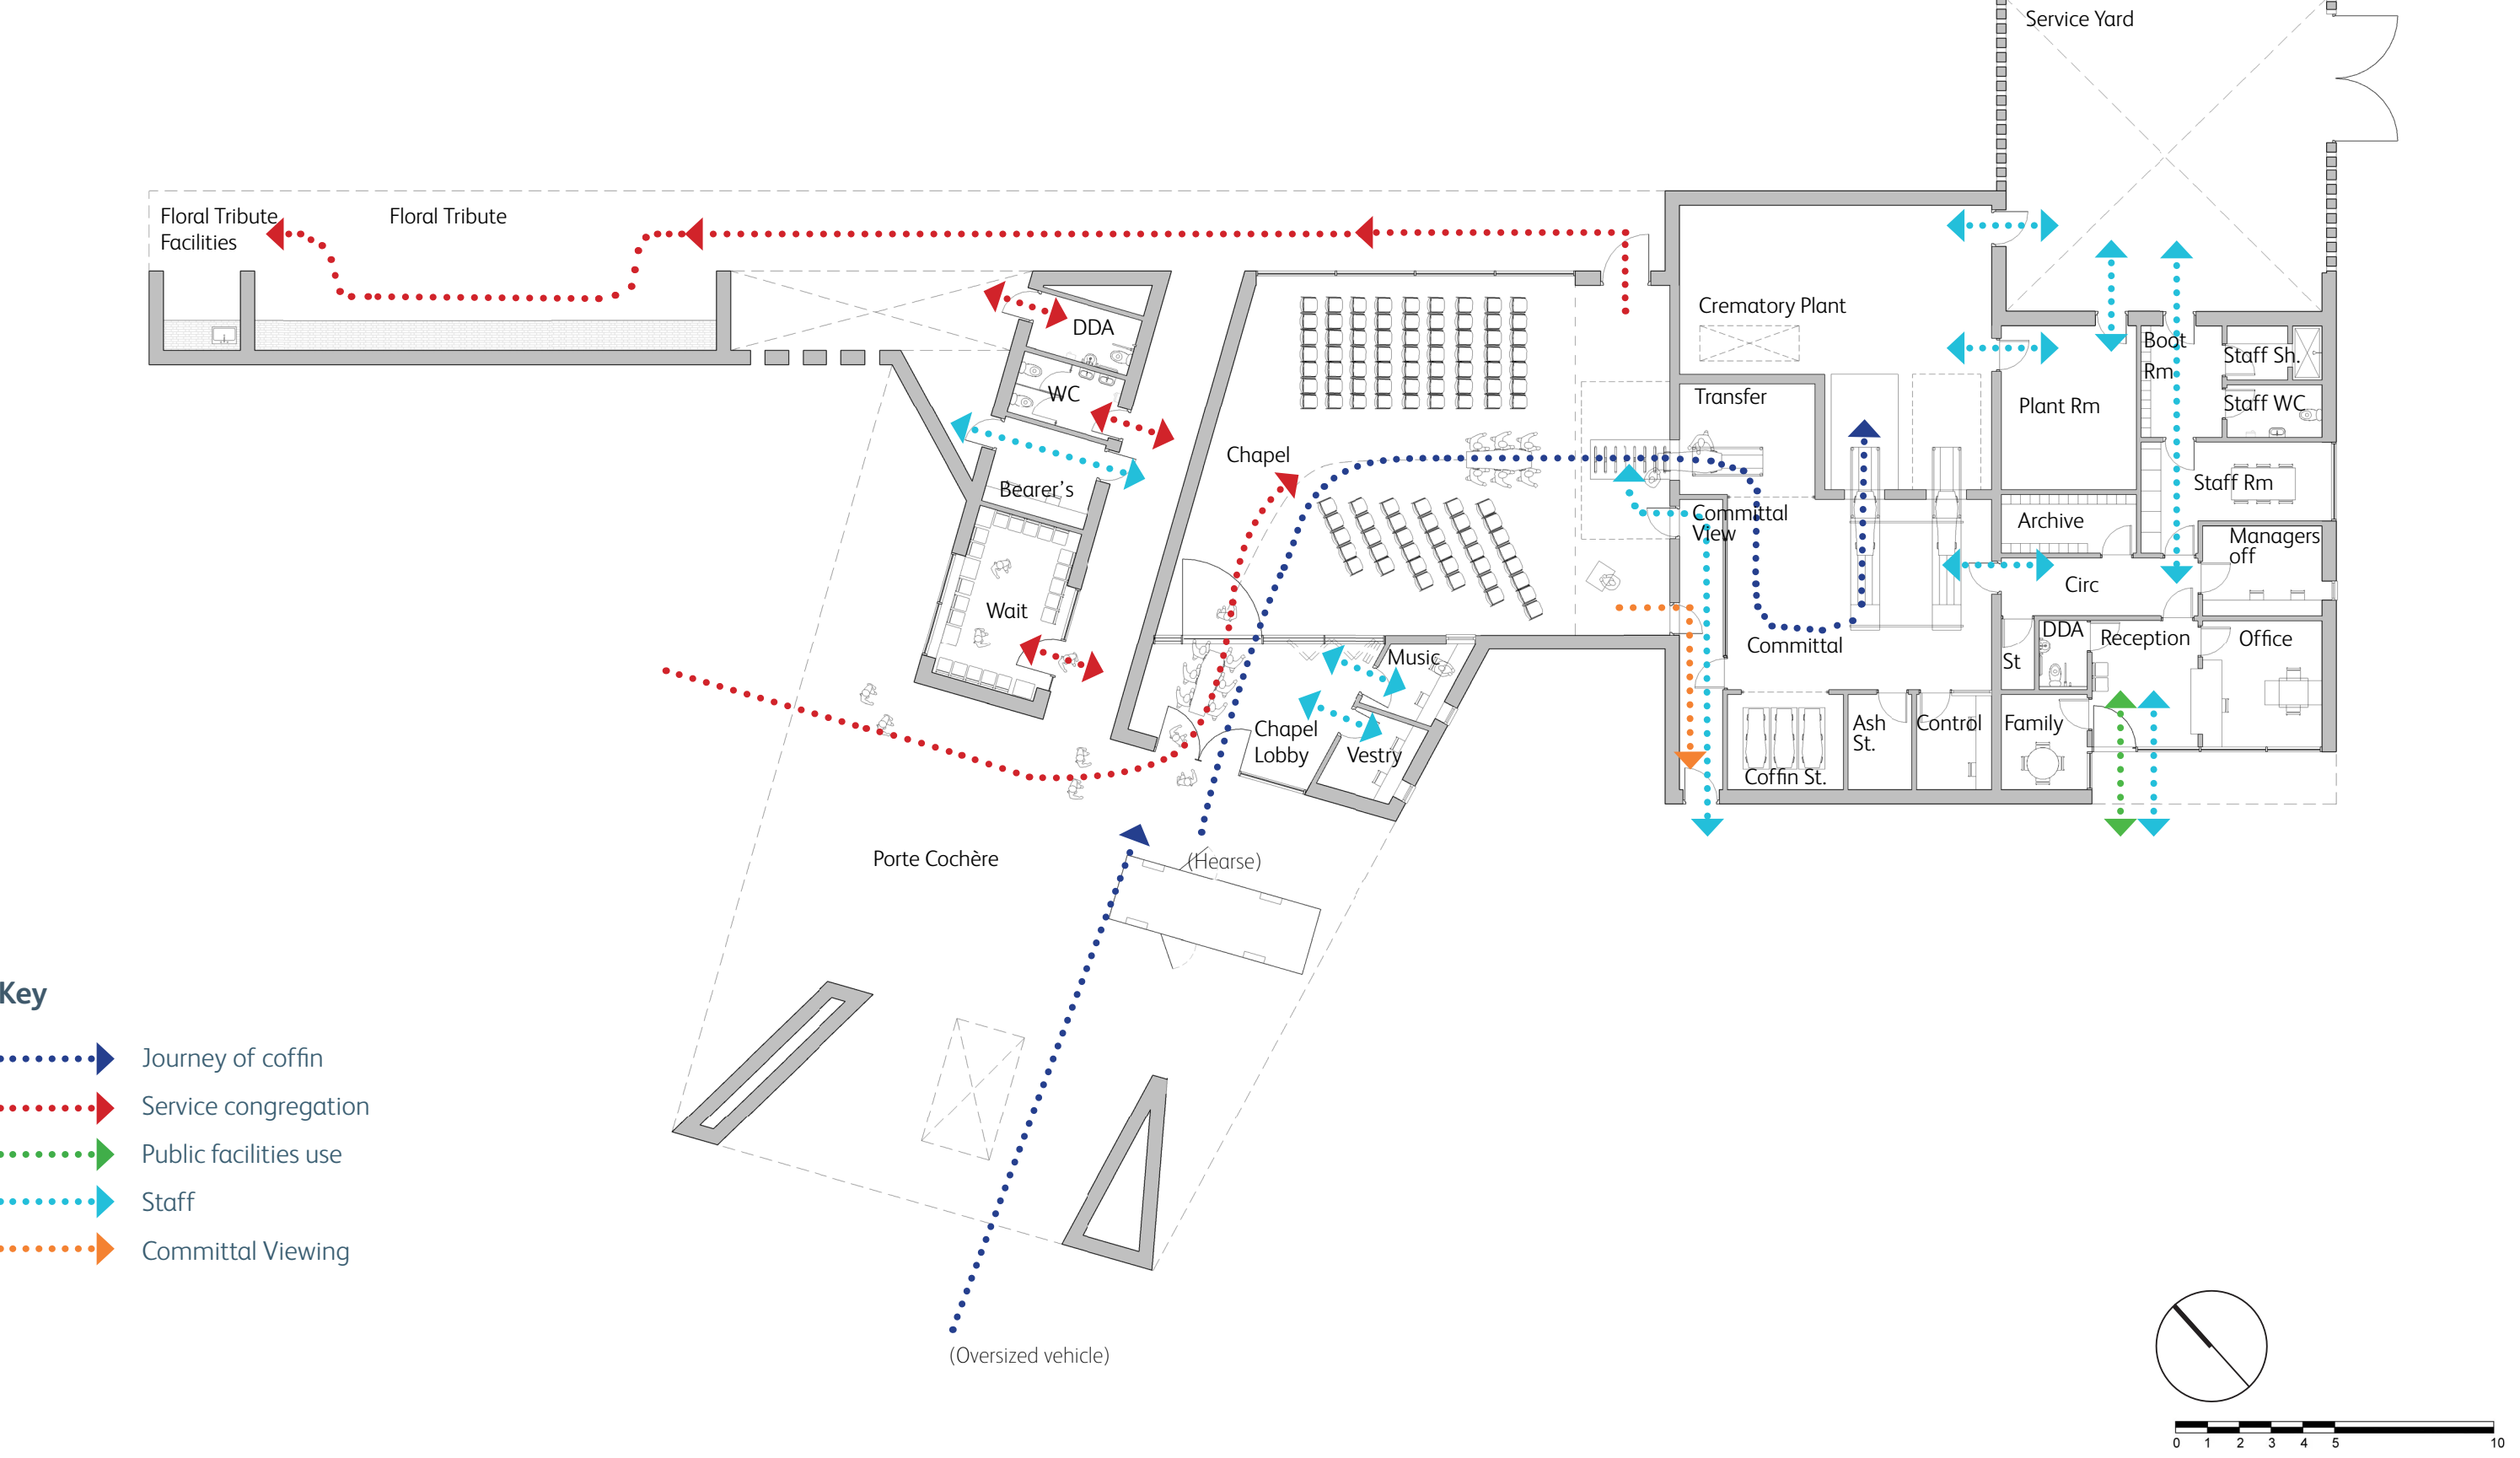 Service Yard
Floral Tribute
Facilities
Floral Tribute
Crematory Plant
DDA
WC
Bearer's
Wait
Chapel
Transfer
Committal
View
Plant Rm
Boot
Rm
Staff Sh.
Staff WC
Staff Rm
Archive
Managers
off
Circ
Committal
DDA
St
Reception
Office
Music
Chapel
Lobby
Vestry
Coffin St.
Ash
St.
Control
Family
Porte Cochère
(Hearse)
(Oversized vehicle)
Key
Journey of coffin
Service congregation
Public facilities use
Staff
Committal Viewing
0 1 2 3 4 5 10